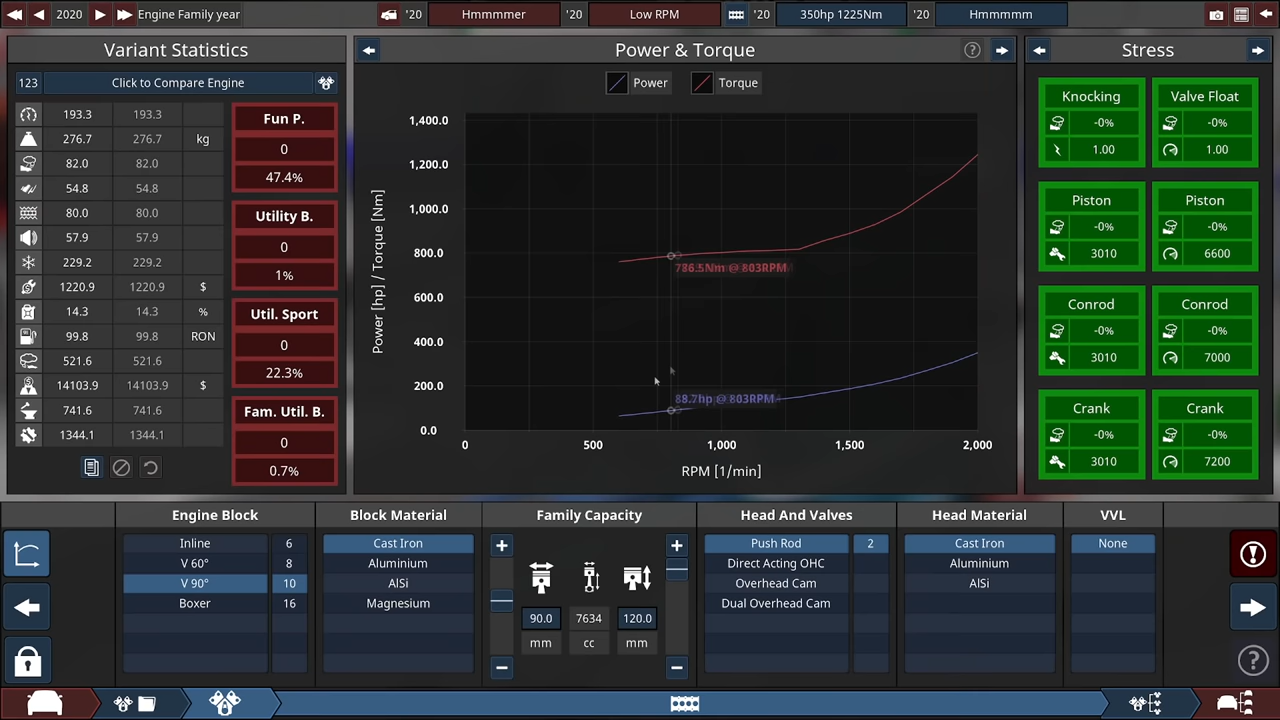 2020 Engine Family year '20 Hmmmmer '20 Low RPM '20 350hp 1225Nm '20 Hmmmmm
Variant Statistics
123 Click to Compare Engine
193.3 193.3
276.7 276.7 kg
82.0 82.0
54.8 54.8
80.0 80.0
57.9 57.9
229.2 229.2
1220.9 1220.9 $
14.3 14.3 %
99.8 99.8 RON
521.6 521.6
14103.9 14103.9 $
741.6 741.6
1344.1 1344.1
Fun P.
0
47.4%
Utility B.
0
1%
Util. Sport
0
22.3%
Fam. Util. B.
0
0.7%
Power & Torque ?
Power Torque
Power [hp] / Torque [Nm]
1,400.0
1,200.0
1,000.0
800.0
600.0
400.0
200.0
0.0
786.5Nm @ 803RPM
88.7hp @ 803RPM
0 500 1,000 1,500 2,000
RPM [1/min]
Stress
Knocking
-0%
1.00
Valve Float
-0%
1.00
Piston
-0%
3010
Piston
-0%
6600
Conrod
-0%
3010
Conrod
-0%
7000
Crank
-0%
3010
Crank
-0%
7200
Engine Block
Inline 6
V 60° 8
V 90° 10
Boxer 16
Block Material
Cast Iron
Aluminium
AlSi
Magnesium
Family Capacity
90.0 7634 120.0
mm cc mm
Head And Valves
Push Rod 2
Direct Acting OHC
Overhead Cam
Dual Overhead Cam
Head Material
Cast Iron
Aluminium
AlSi
VVL
None
?